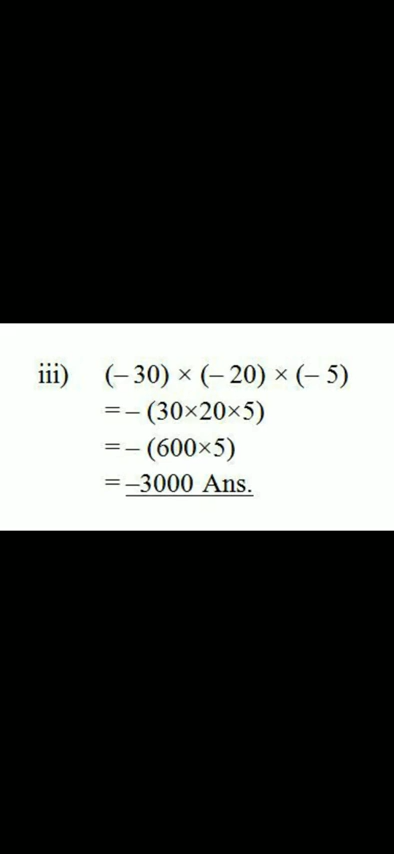 iii) (– 30) × (– 20) × (– 5)
= – (30×20×5)
= – (600×5)
= –3000 Ans.